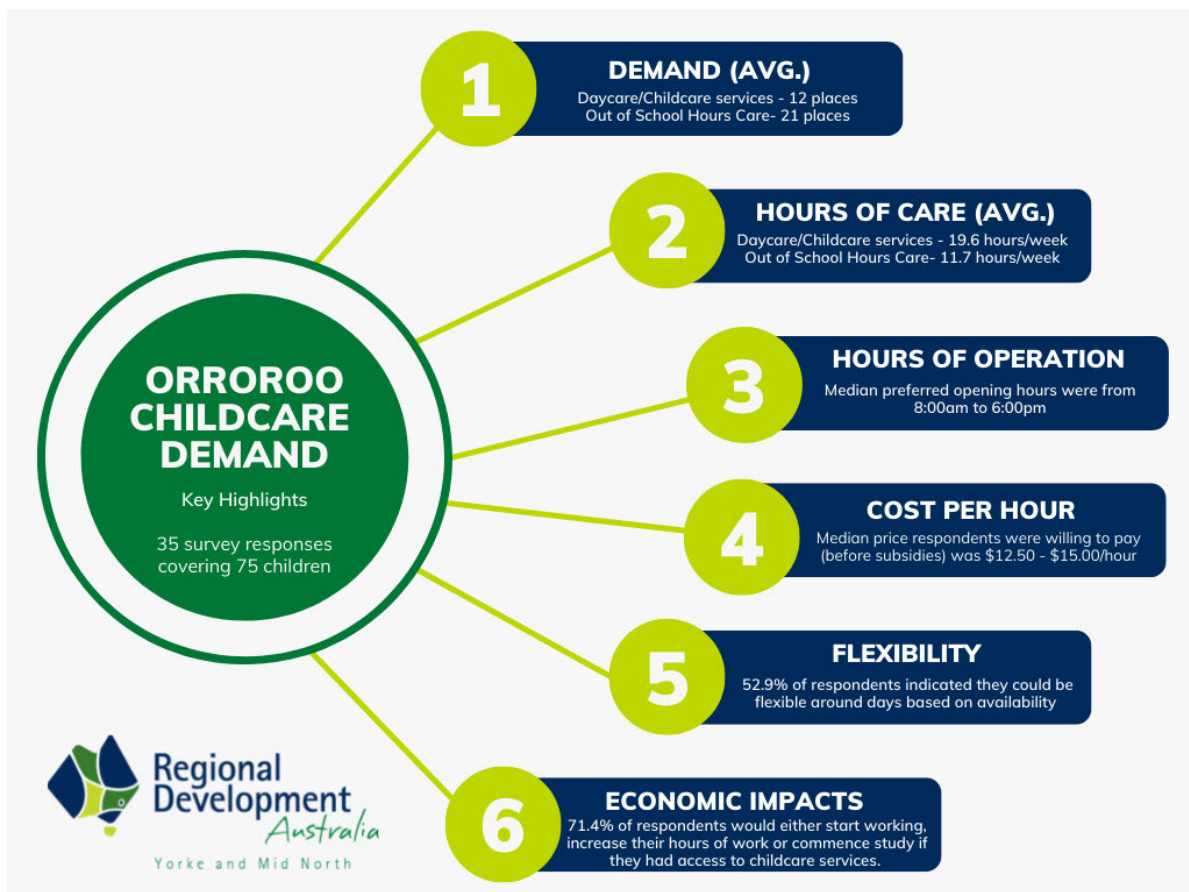 1
DEMAND (AVG.)
Daycare/Childcare services - 12 places
Out of School Hours Care- 21 places
2
HOURS OF CARE (AVG.)
Daycare/Childcare services - 19.6 hours/week
Out of School Hours Care- 11.7 hours/week
3
HOURS OF OPERATION
Median preferred opening hours were from
8:00am to 6:00pm
ORROROO
CHILDCARE
DEMAND
Key Highlights
35 survey responses
covering 75 children
4
COST PER HOUR
Median price respondents were willing to pay
(before subsidies) was $12.50 - $15.00/hour
5
FLEXIBILITY
52.9% of respondents indicated they could be
flexible around days based on availability
6
ECONOMIC IMPACTS
71.4% of respondents would either start working,
increase their hours of work or commence study if
they had access to childcare services.
Regional
Development
Australia
Yorke and Mid North